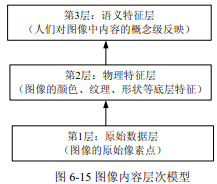 第3层：语义特征层
（人们对图像中内容的概念级反映）
第2层：物理特征层
（图像的颜色、纹理、形状等底层特征）
第1层：原始数据层
（图像的原始像素点）
图 6-15 图像内容层次模型